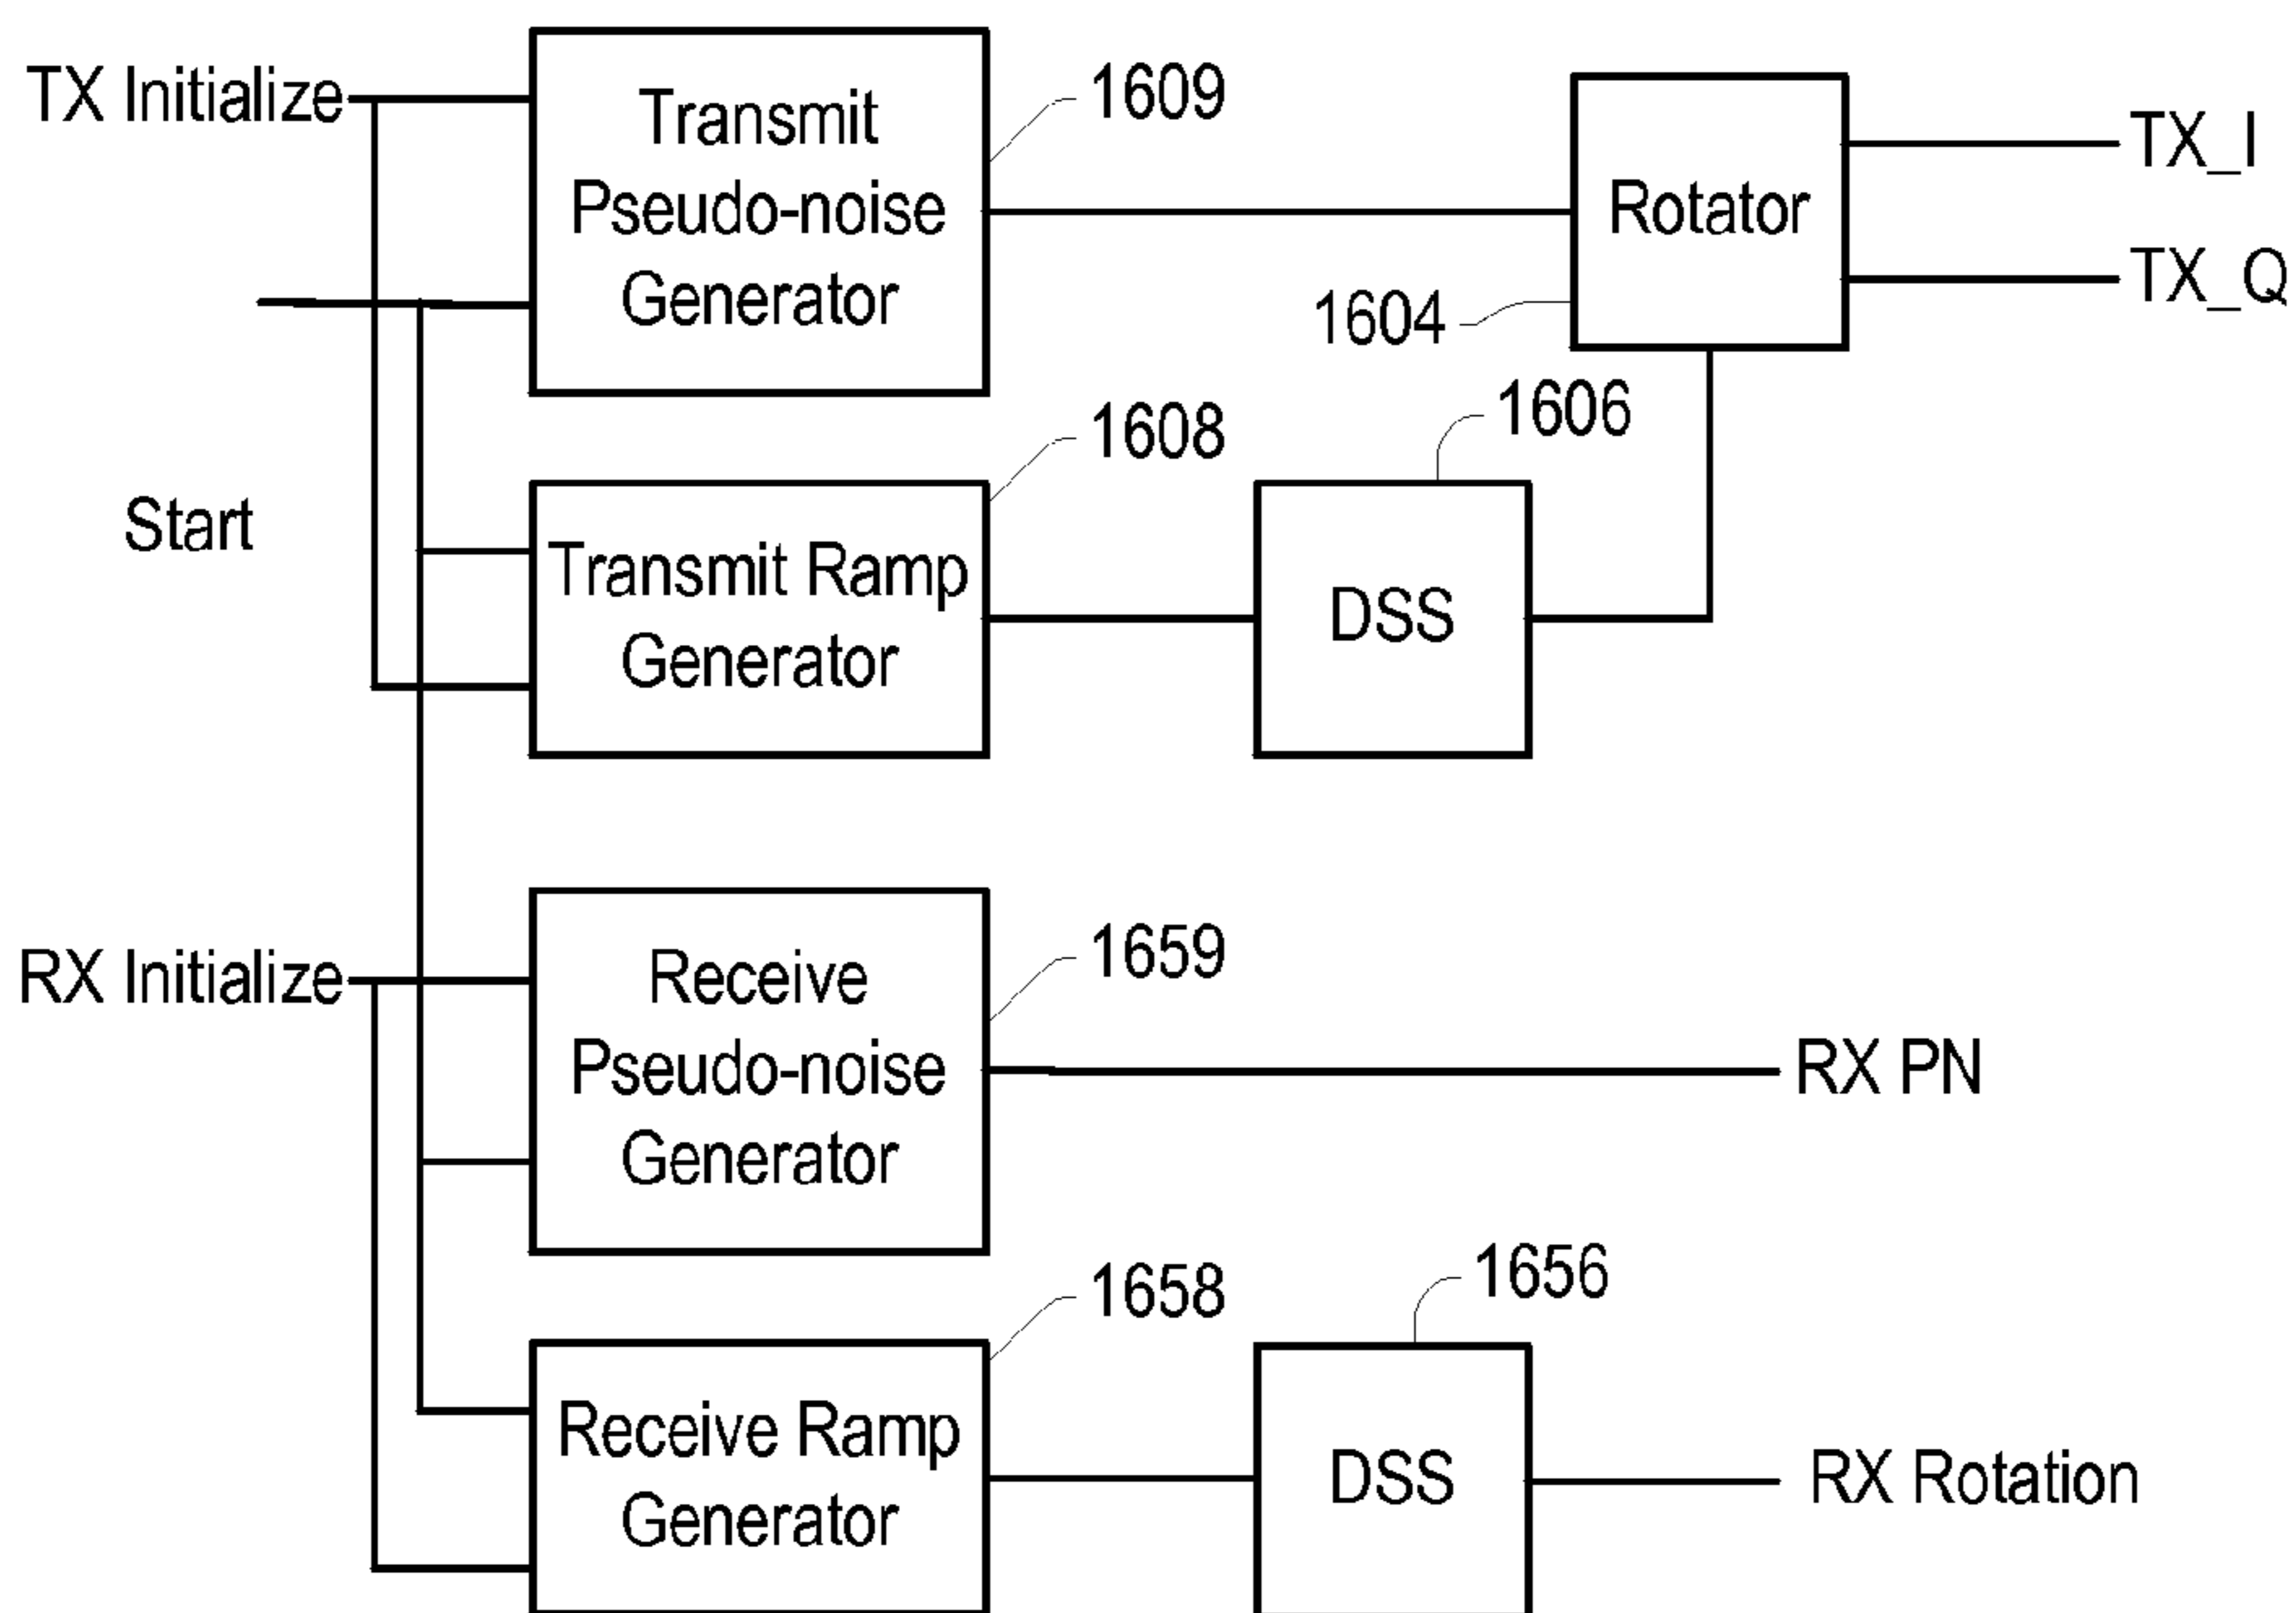 TX Initialize
Transmit
Pseudo-noise
Generator
1609
Rotator
1604
TX_I
TX_Q
Start
Transmit Ramp
Generator
1608
DSS
1606
RX Initialize
Receive
Pseudo-noise
Generator
1659
RX PN
Receive Ramp
Generator
1658
DSS
1656
RX Rotation